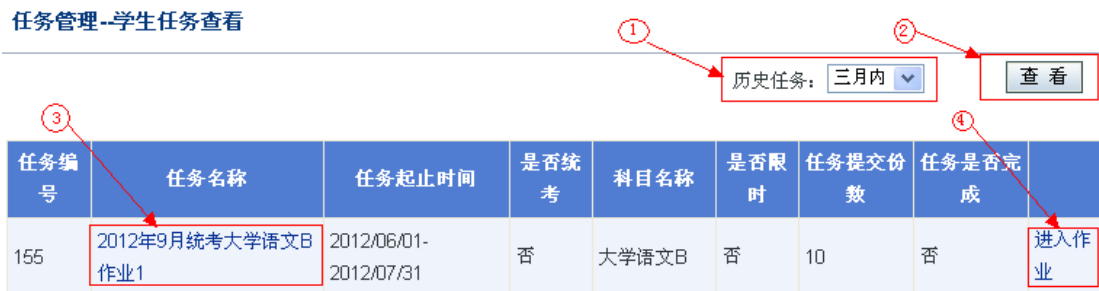 任务管理--学生任务查看
① ②
历史任务： 三月内 查 看
③ ④
任务编号 任务名称 任务起止时间 是否统考 科目名称 是否限时 任务提交份数 任务是否完成
155 2012年9月统考大学语文B作业1 2012/06/01-2012/07/31 否 大学语文B 否 10 否 进入作业